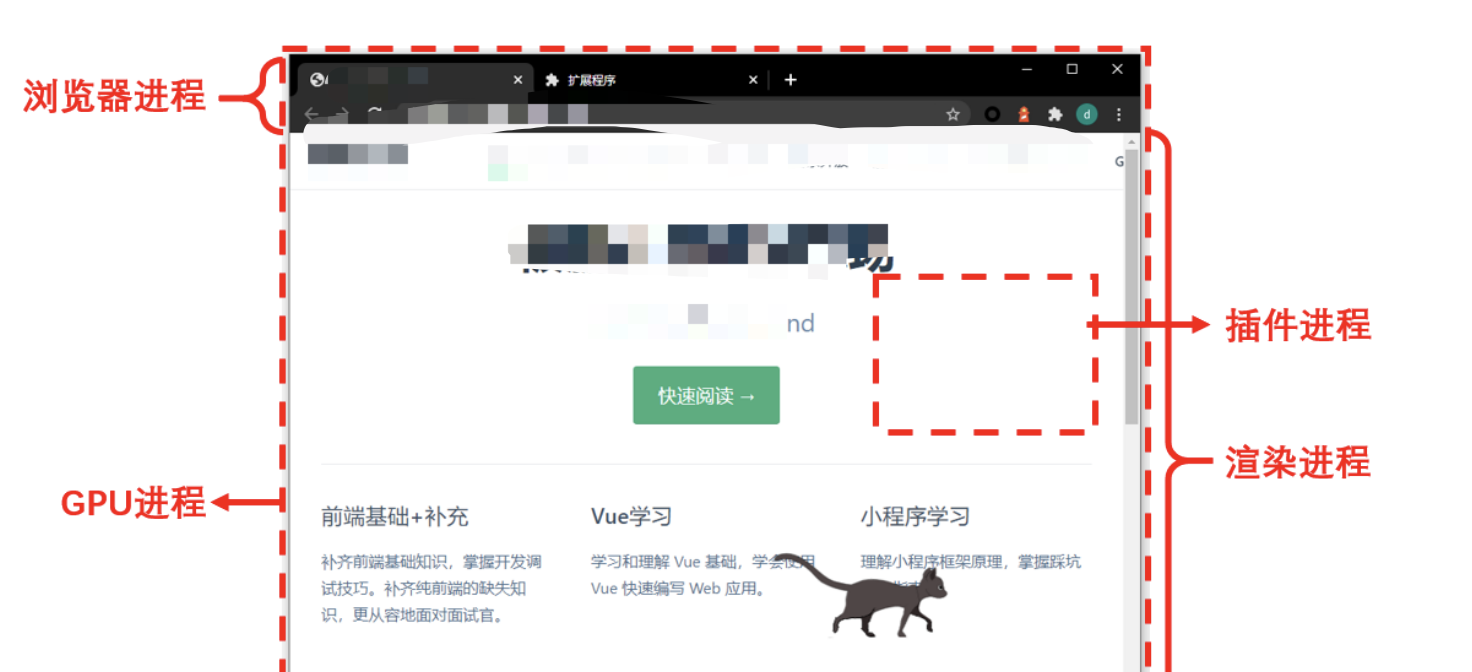 浏览器进程
扩展程序
d
G
nd
插件进程
快速阅读 →
渲染进程
GPU进程
前端基础+补充
Vue学习
小程序学习
补齐前端基础知识，掌握开发调
试技巧。补齐纯前端的缺失知
识，更从容地面对面试官。
学习和理解 Vue 基础，学会使用
Vue 快速编写 Web 应用。
理解小程序框架原理，掌握踩坑